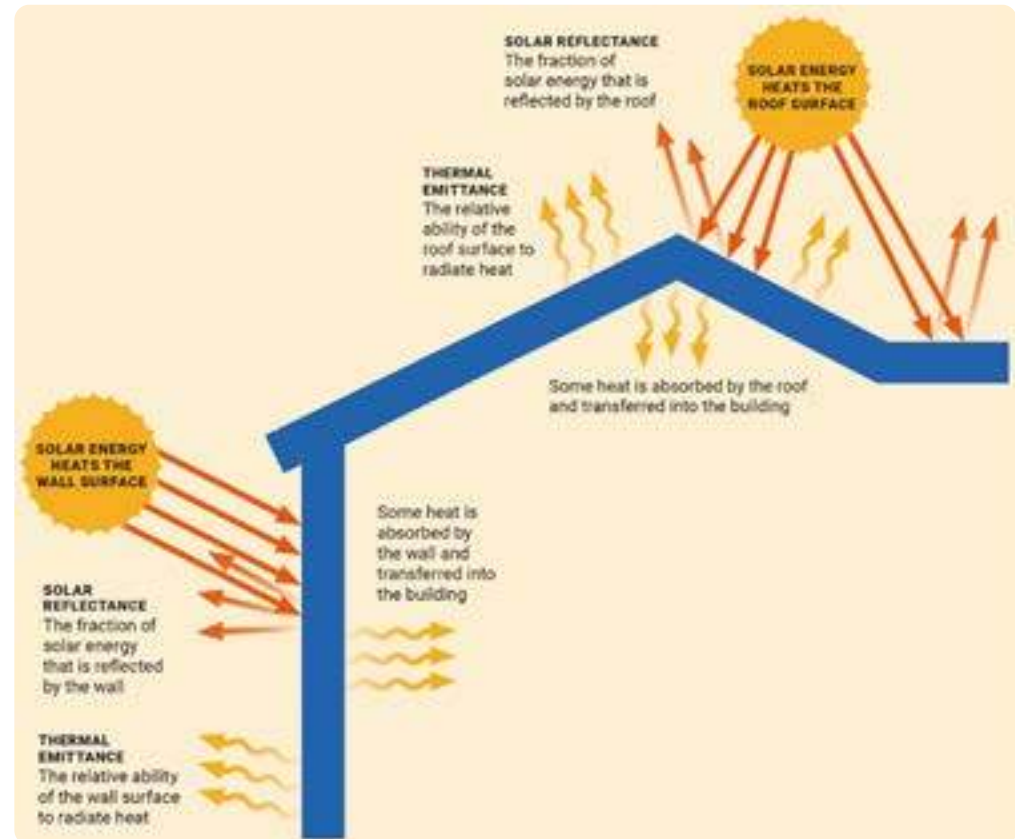 SOLAR REFLECTANCE
The fraction of
solar energy that is
reflected by the roof
SOLAR ENERGY
HEATS THE
ROOF SURFACE
THERMAL
EMITTANCE
The relative
ability of the
roof surface to
radiate heat
Some heat is absorbed by the roof
and transferred into the building
SOLAR ENERGY
HEATS THE
WALL SURFACE
Some heat is
absorbed by
the wall and
transferred into
the building
SOLAR
REFLECTANCE
The fraction of
solar energy
that is reflected
by the wall
THERMAL
EMITTANCE
The relative ability
of the wall surface
to radiate heat